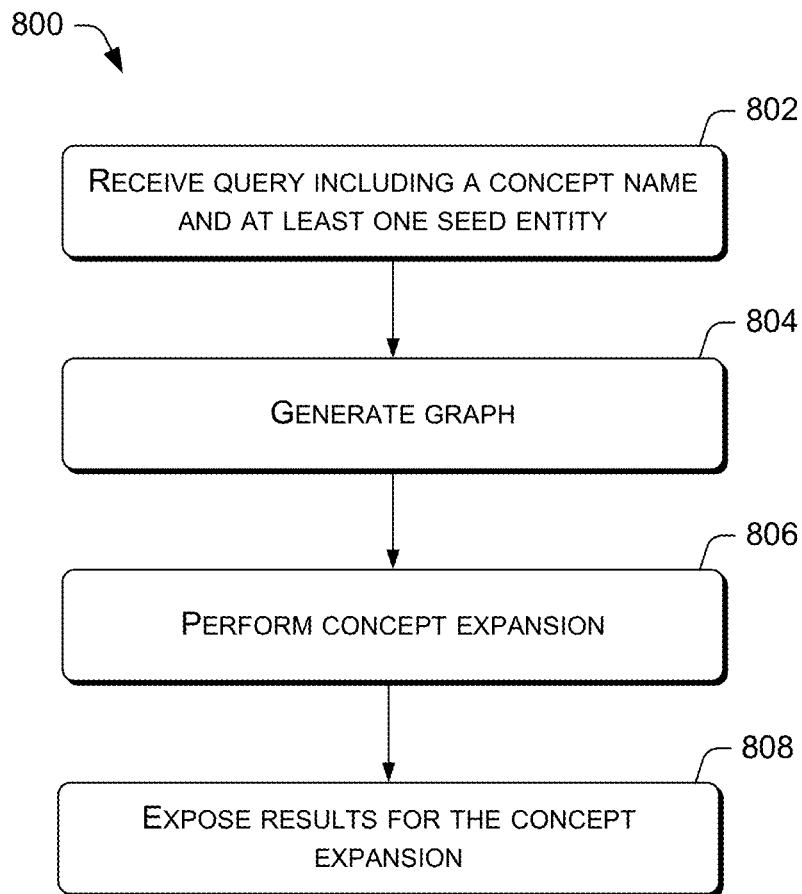 800
802
RECEIVE QUERY INCLUDING A CONCEPT NAME
AND AT LEAST ONE SEED ENTITY
804
GENERATE GRAPH
806
PERFORM CONCEPT EXPANSION
808
EXPOSE RESULTS FOR THE CONCEPT
EXPANSION